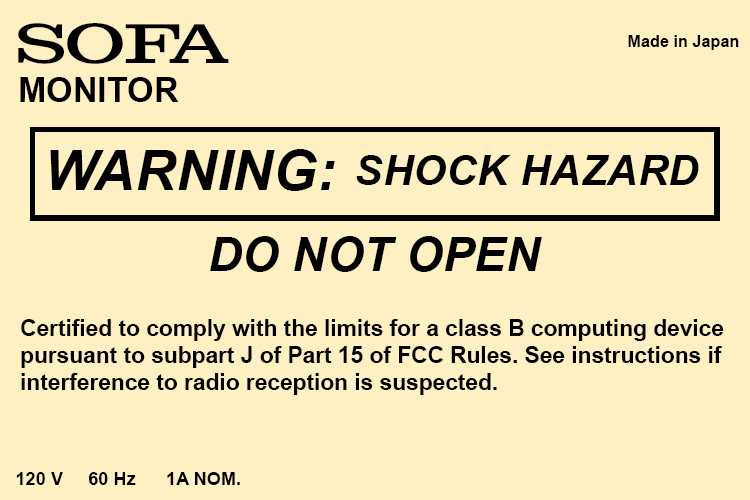 SOFA
Made in Japan
MONITOR
WARNING: SHOCK HAZARD
DO NOT OPEN
Certified to comply with the limits for a class B computing device
pursuant to subpart J of Part 15 of FCC Rules. See instructions if
interference to radio reception is suspected.
120 V 60 Hz 1A NOM.